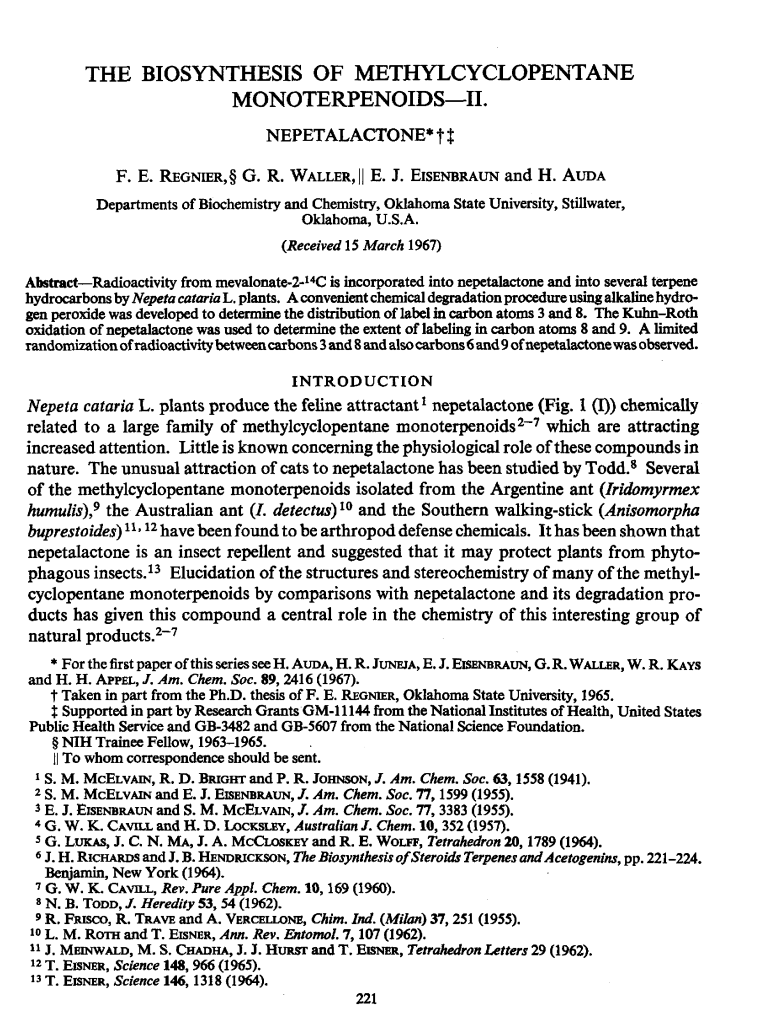 THE BIOSYNTHESIS OF METHYLCYCLOPENTANE
MONOTERPENOIDS—II.
NEPETALACTONE*†‡
F. E. REGNIER,§ G. R. WALLER,|| E. J. EISENBRAUN and H. AUDA
Departments of Biochemistry and Chemistry, Oklahoma State University, Stillwater,
Oklahoma, U.S.A.
(Received 15 March 1967)
Abstract—Radioactivity from mevalonate-2-¹⁴C is incorporated into nepetalactone and into several terpene
hydrocarbons by Nepeta cataria L. plants. A convenient chemical degradation procedure using alkaline hydro-
gen peroxide was developed to determine the distribution of label in carbon atoms 3 and 8. The Kuhn–Roth
oxidation of nepetalactone was used to determine the extent of labeling in carbon atoms 8 and 9. A limited
randomization of radioactivity between carbons 3 and 8 and also carbons 6 and 9 of nepetalactone was observed.
INTRODUCTION
Nepeta cataria L. plants produce the feline attractant¹ nepetalactone (Fig. 1 (I)) chemically
related to a large family of methylcyclopentane monoterpenoids²⁻⁷ which are attracting
increased attention. Little is known concerning the physiological role of these compounds in
nature. The unusual attraction of cats to nepetalactone has been studied by Todd.⁸ Several
of the methylcyclopentane monoterpenoids isolated from the Argentine ant (Iridomyrmex
humulis),⁹ the Australian ant (I. detectus)¹⁰ and the Southern walking-stick (Anisomorpha
buprestoides)¹¹,¹² have been found to be arthropod defense chemicals. It has been shown that
nepetalactone is an insect repellent and suggested that it may protect plants from phyto-
phagous insects.¹³ Elucidation of the structures and stereochemistry of many of the methyl-
cyclopentane monoterpenoids by comparisons with nepetalactone and its degradation pro-
ducts has given this compound a central role in the chemistry of this interesting group of
natural products.²⁻⁷
* For the first paper of this series see H. AUDA, H. R. JUNEJA, E. J. EISENBRAUN, G. R. WALLER, W. R. KAYS
and H. H. APPEL, J. Am. Chem. Soc. 89, 2416 (1967).
† Taken in part from the Ph.D. thesis of F. E. REGNIER, Oklahoma State University, 1965.
‡ Supported in part by Research Grants GM-11144 from the National Institutes of Health, United States
Public Health Service and GB-3482 and GB-5607 from the National Science Foundation.
§ NIH Trainee Fellow, 1963–1965.
|| To whom correspondence should be sent.
¹ S. M. MCELVAIN, R. D. BRIGHT and P. R. JOHNSON, J. Am. Chem. Soc. 63, 1558 (1941).
² S. M. MCELVAIN and E. J. EISENBRAUN, J. Am. Chem. Soc. 77, 1599 (1955).
³ E. J. EISENBRAUN and S. M. MCELVAIN, J. Am. Chem. Soc. 77, 3383 (1955).
⁴ G. W. K. CAVILL and H. D. LOCKSLEY, Australian J. Chem. 10, 352 (1957).
⁵ G. LUKAS, J. C. N. MA, J. A. MCCLOSKEY and R. E. WOLFF, Tetrahedron 20, 1789 (1964).
⁶ J. H. RICHARDS and J. B. HENDRICKSON, The Biosynthesis of Steroids Terpenes and Acetogenins, pp. 221–224.
Benjamin, New York (1964).
⁷ G. W. K. CAVILL, Rev. Pure Appl. Chem. 10, 169 (1960).
⁸ N. B. TODD, J. Heredity 53, 54 (1962).
⁹ R. FRISCO, R. TRAVE and A. VERCELLONE, Chim. Ind. (Milan) 37, 251 (1955).
¹⁰ L. M. ROTH and T. EISNER, Ann. Rev. Entomol. 7, 107 (1962).
¹¹ J. MEINWALD, M. S. CHADHA, J. J. HURST and T. EISNER, Tetrahedron Letters 29 (1962).
¹² T. EISNER, Science 148, 966 (1965).
¹³ T. EISNER, Science 146, 1318 (1964).
221